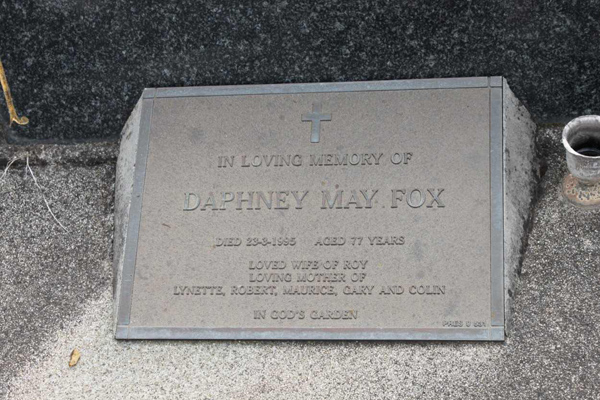 IN LOVING MEMORY OF
DAPHNEY MAY FOX
DIED 23-3-1995 AGED 77 YEARS
LOVED WIFE OF ROY
LOVING MOTHER OF
LYNETTE, ROBERT, MAURICE, GARY AND COLIN
IN GOD'S GARDEN
PRES